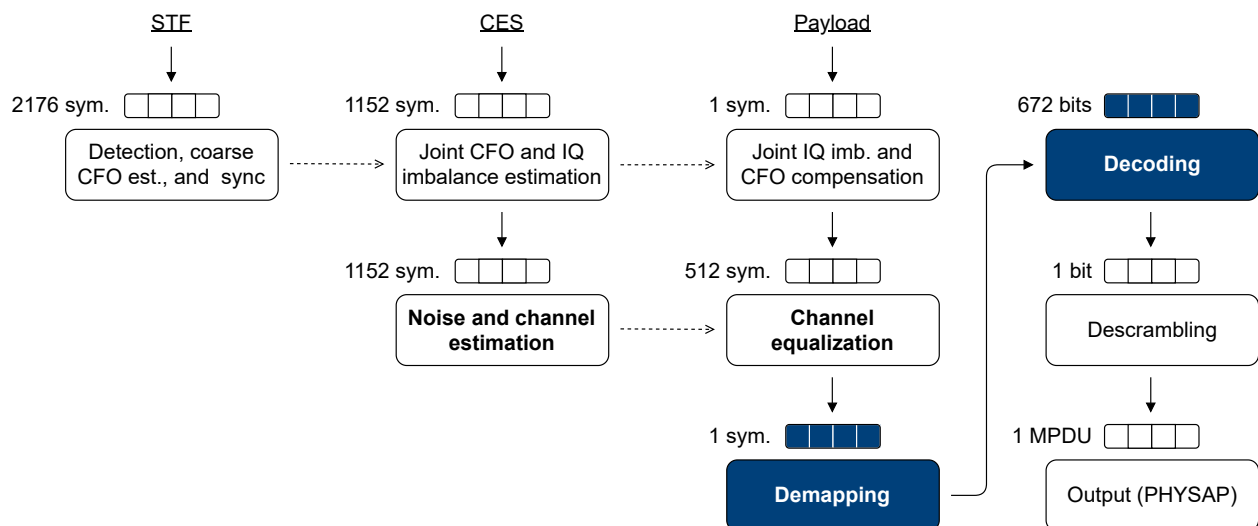 STF
CES
Payload
2176 sym.
1152 sym.
1 sym.
672 bits
Detection, coarse
CFO est., and sync
Joint CFO and IQ
imbalance estimation
Joint IQ imb. and
CFO compensation
Decoding
1152 sym.
512 sym.
1 bit
Noise and channel
estimation
Channel
equalization
Descrambling
1 sym.
1 MPDU
Demapping
Output (PHYSAP)